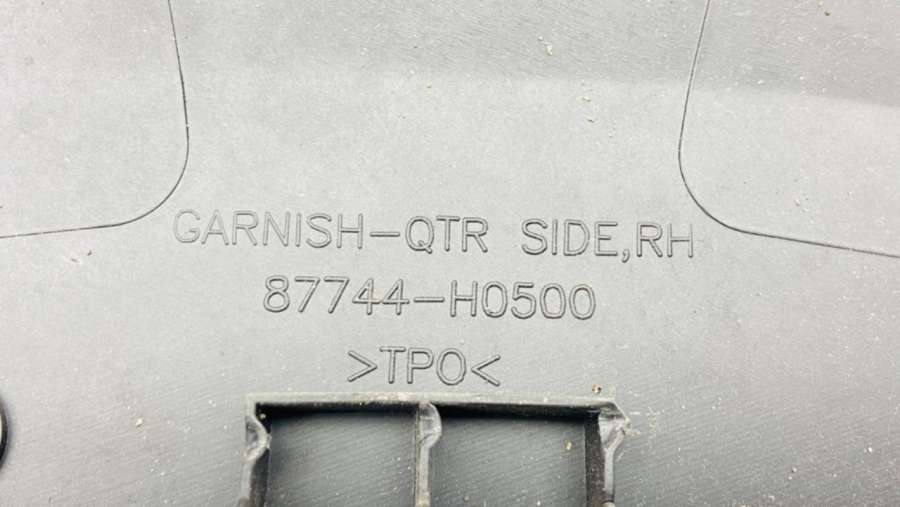 GARNISH-QTR SIDE,RH
87744-H0500
>TPO<